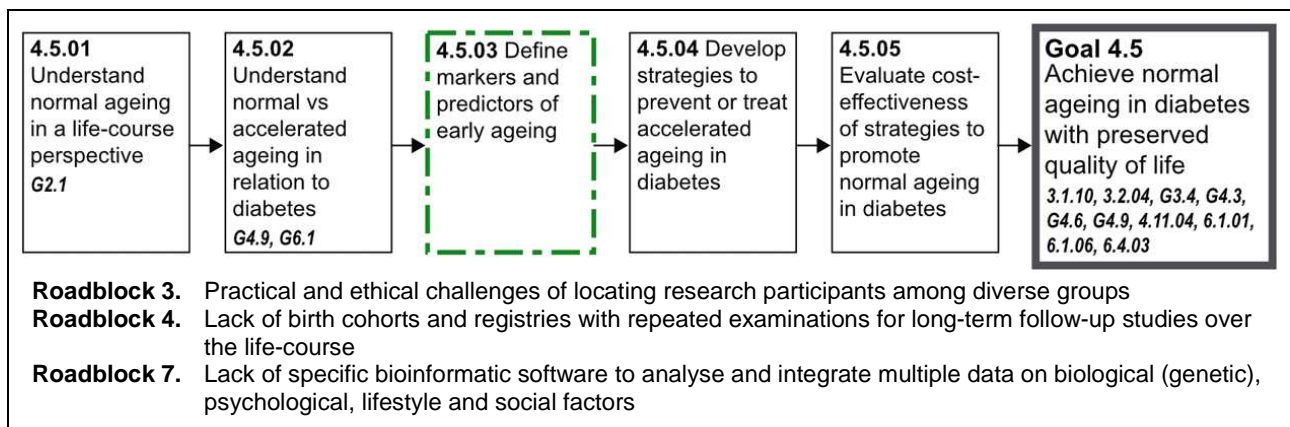 4.5.01
Understand
normal ageing
in a life-course
perspective
G2.1
4.5.02
Understand
normal vs
accelerated
ageing in
relation to
diabetes
G4.9, G6.1
4.5.03 Define
markers and
predictors of
early ageing
4.5.04 Develop
strategies to
prevent or treat
accelerated
ageing in
diabetes
4.5.05
Evaluate cost-
effectiveness
of strategies to
promote
normal ageing
in diabetes
Goal 4.5
Achieve normal
ageing in diabetes
with preserved
quality of life
3.1.10, 3.2.04, G3.4, G4.3,
G4.6, G4.9, 4.11.04, 6.1.01,
6.1.06, 6.4.03
Roadblock 3. Practical and ethical challenges of locating research participants among diverse groups
Roadblock 4. Lack of birth cohorts and registries with repeated examinations for long-term follow-up studies over
the life-course
Roadblock 7. Lack of specific bioinformatic software to analyse and integrate multiple data on biological (genetic),
psychological, lifestyle and social factors